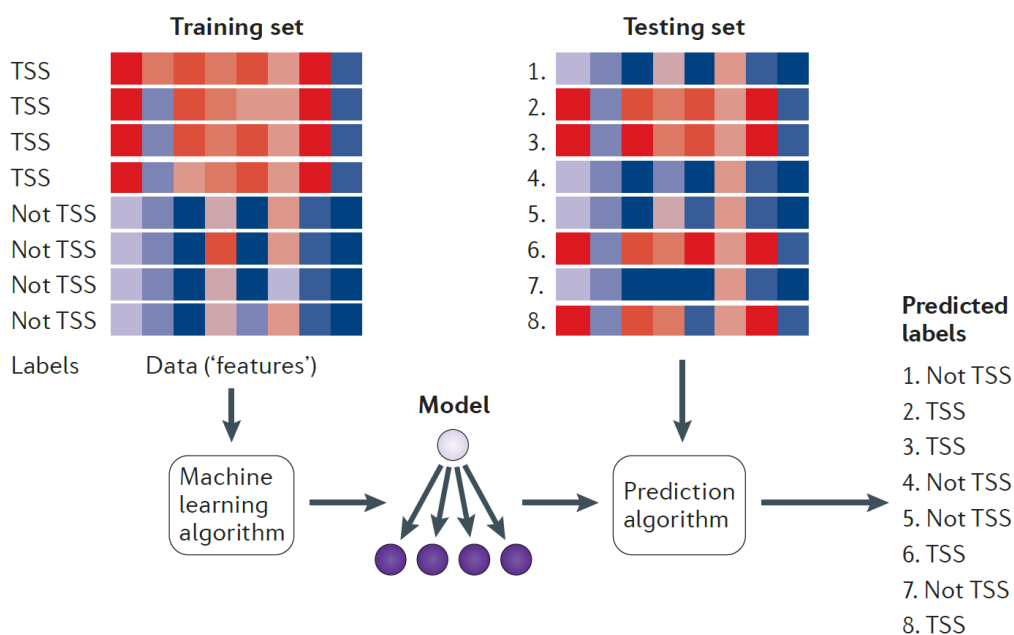 Training set
TSS
TSS
TSS
TSS
Not TSS
Not TSS
Not TSS
Not TSS
Labels
Data (‘features’)
Testing set
1.
2.
3.
4.
5.
6.
7.
8.
Machine
learning
algorithm
Model
Prediction
algorithm
Predicted
labels
1. Not TSS
2. TSS
3. TSS
4. Not TSS
5. Not TSS
6. TSS
7. Not TSS
8. TSS